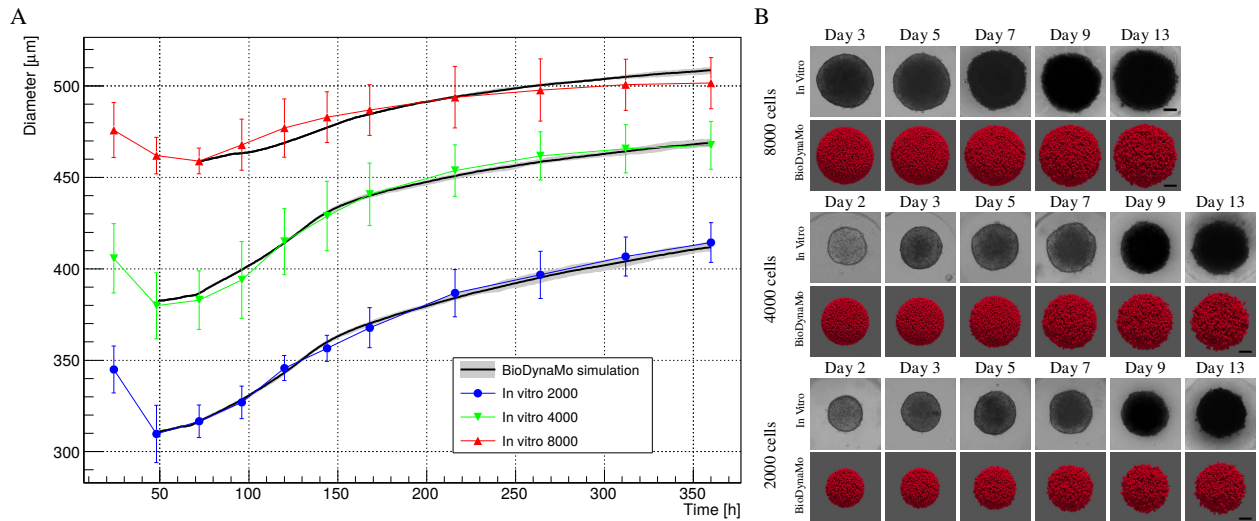 A
Diameter [μm]
500
450
400
350
300
50
100
150
200
250
300
350
Time [h]
BioDynaMo simulation
In vitro 2000
In vitro 4000
In vitro 8000
B
Day 3 Day 5 Day 7 Day 9 Day 13
8000 cells
In Vitro
BioDynaMo
Day 2 Day 3 Day 5 Day 7 Day 9 Day 13
4000 cells
In Vitro
BioDynaMo
Day 2 Day 3 Day 5 Day 7 Day 9 Day 13
2000 cells
In Vitro
BioDynaMo